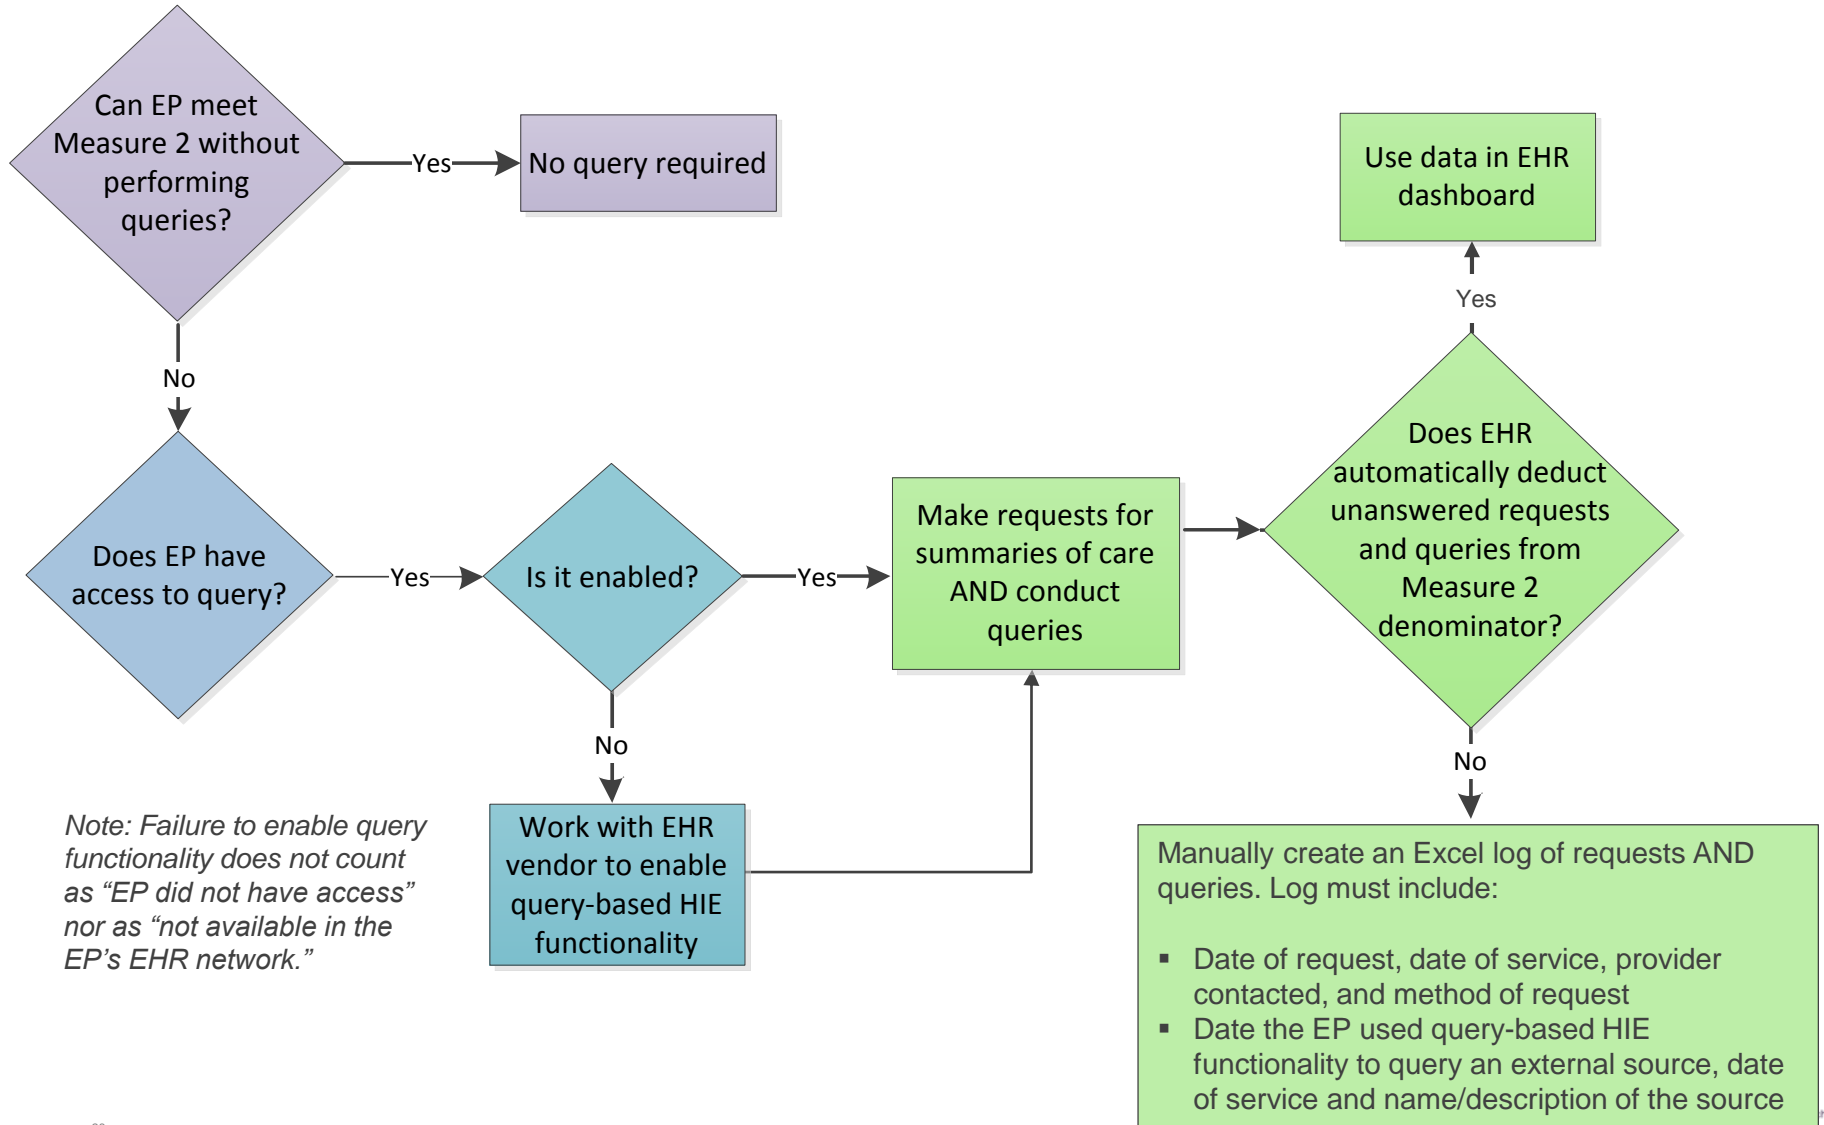 Can EP meet
Measure 2 without
performing
queries?
Yes
No query required
No
Does EP have
access to query?
Yes
Is it enabled?
Yes
No
Work with EHR
vendor to enable
query-based HIE
functionality
Make requests for
summaries of care
AND conduct
queries
Does EHR
automatically deduct
unanswered requests
and queries from
Measure 2
denominator?
Yes
Use data in EHR
dashboard
No
Manually create an Excel log of requests AND
queries. Log must include:
▪ Date of request, date of service, provider
contacted, and method of request
▪ Date the EP used query-based HIE
functionality to query an external source, date
of service and name/description of the source
Note: Failure to enable query
functionality does not count
as “EP did not have access”
nor as “not available in the
EP’s EHR network.”